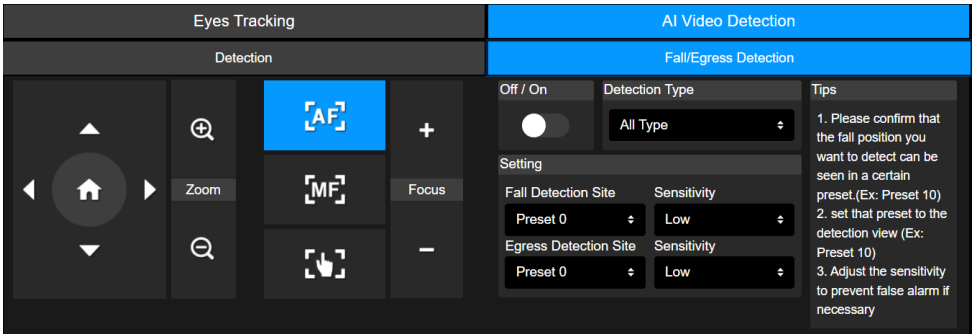 Eyes Tracking
AI Video Detection
Detection
Fall/Egress Detection
AF
MF
Zoom
Focus
+
−
Off / On
Detection Type
All Type
Setting
Fall Detection Site
Sensitivity
Preset 0
Low
Egress Detection Site
Sensitivity
Preset 0
Low
Tips
1. Please confirm that
the fall position you
want to detect can be
seen in a certain
preset.(Ex: Preset 10)
2. set that preset to the
detection view (Ex:
Preset 10)
3. Adjust the sensitivity
to prevent false alarm if
necessary